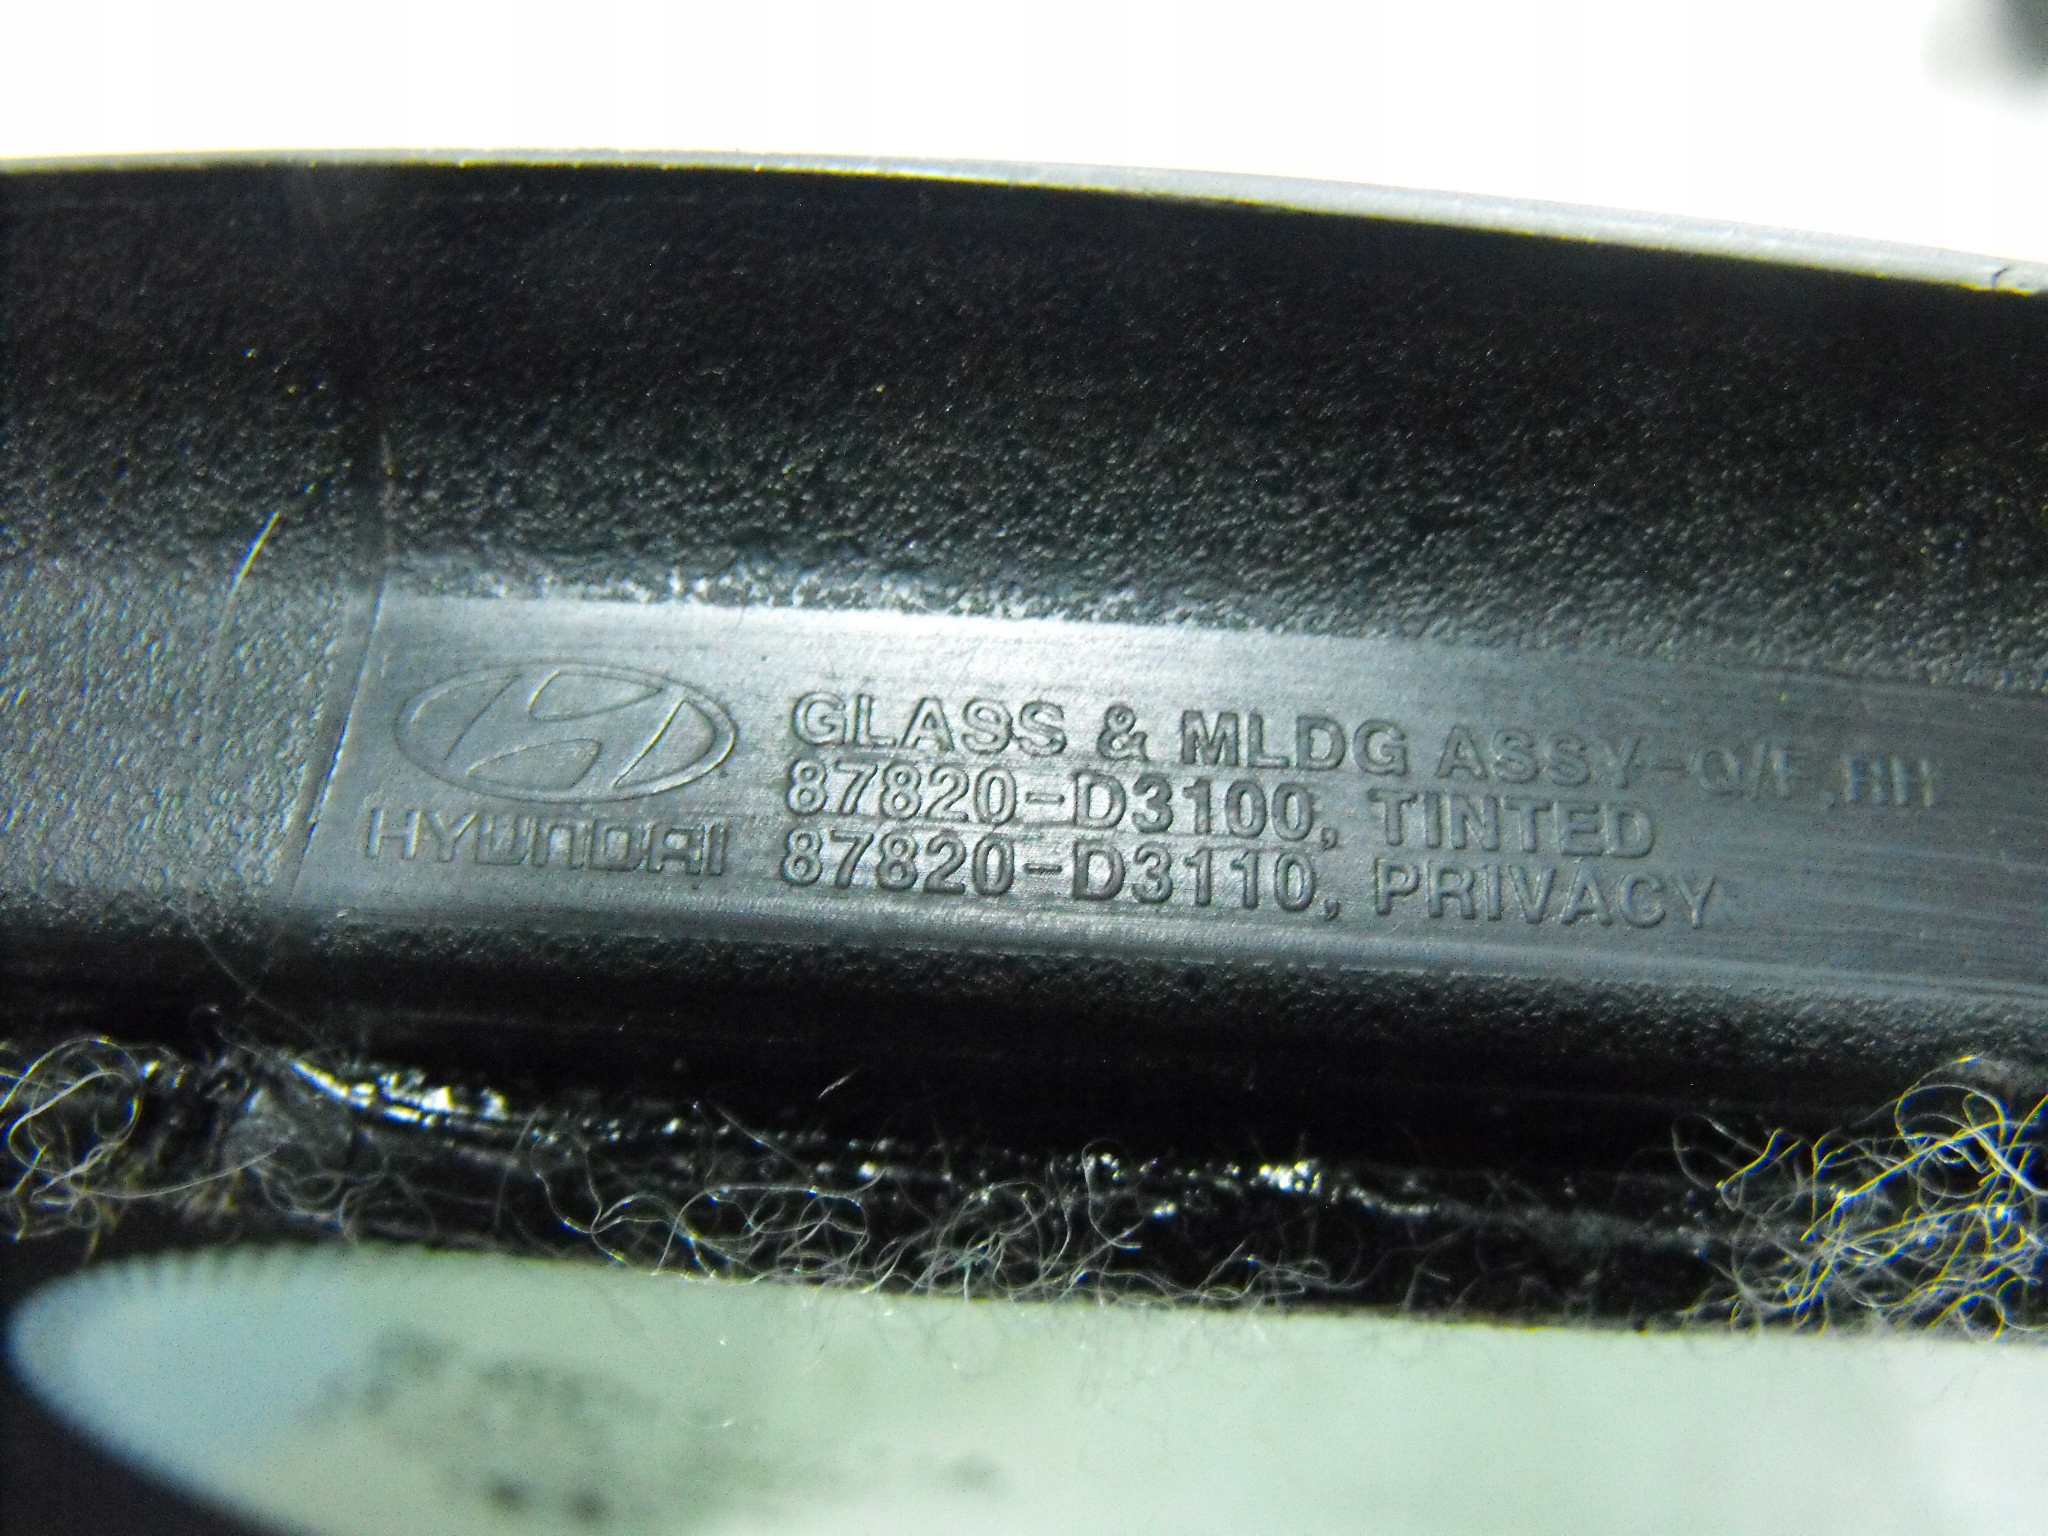 GLASS & MLDG ASSY-Q/F, RH
HYUNDAI
87820-D3100, TINTED
87820-D3110, PRIVACY